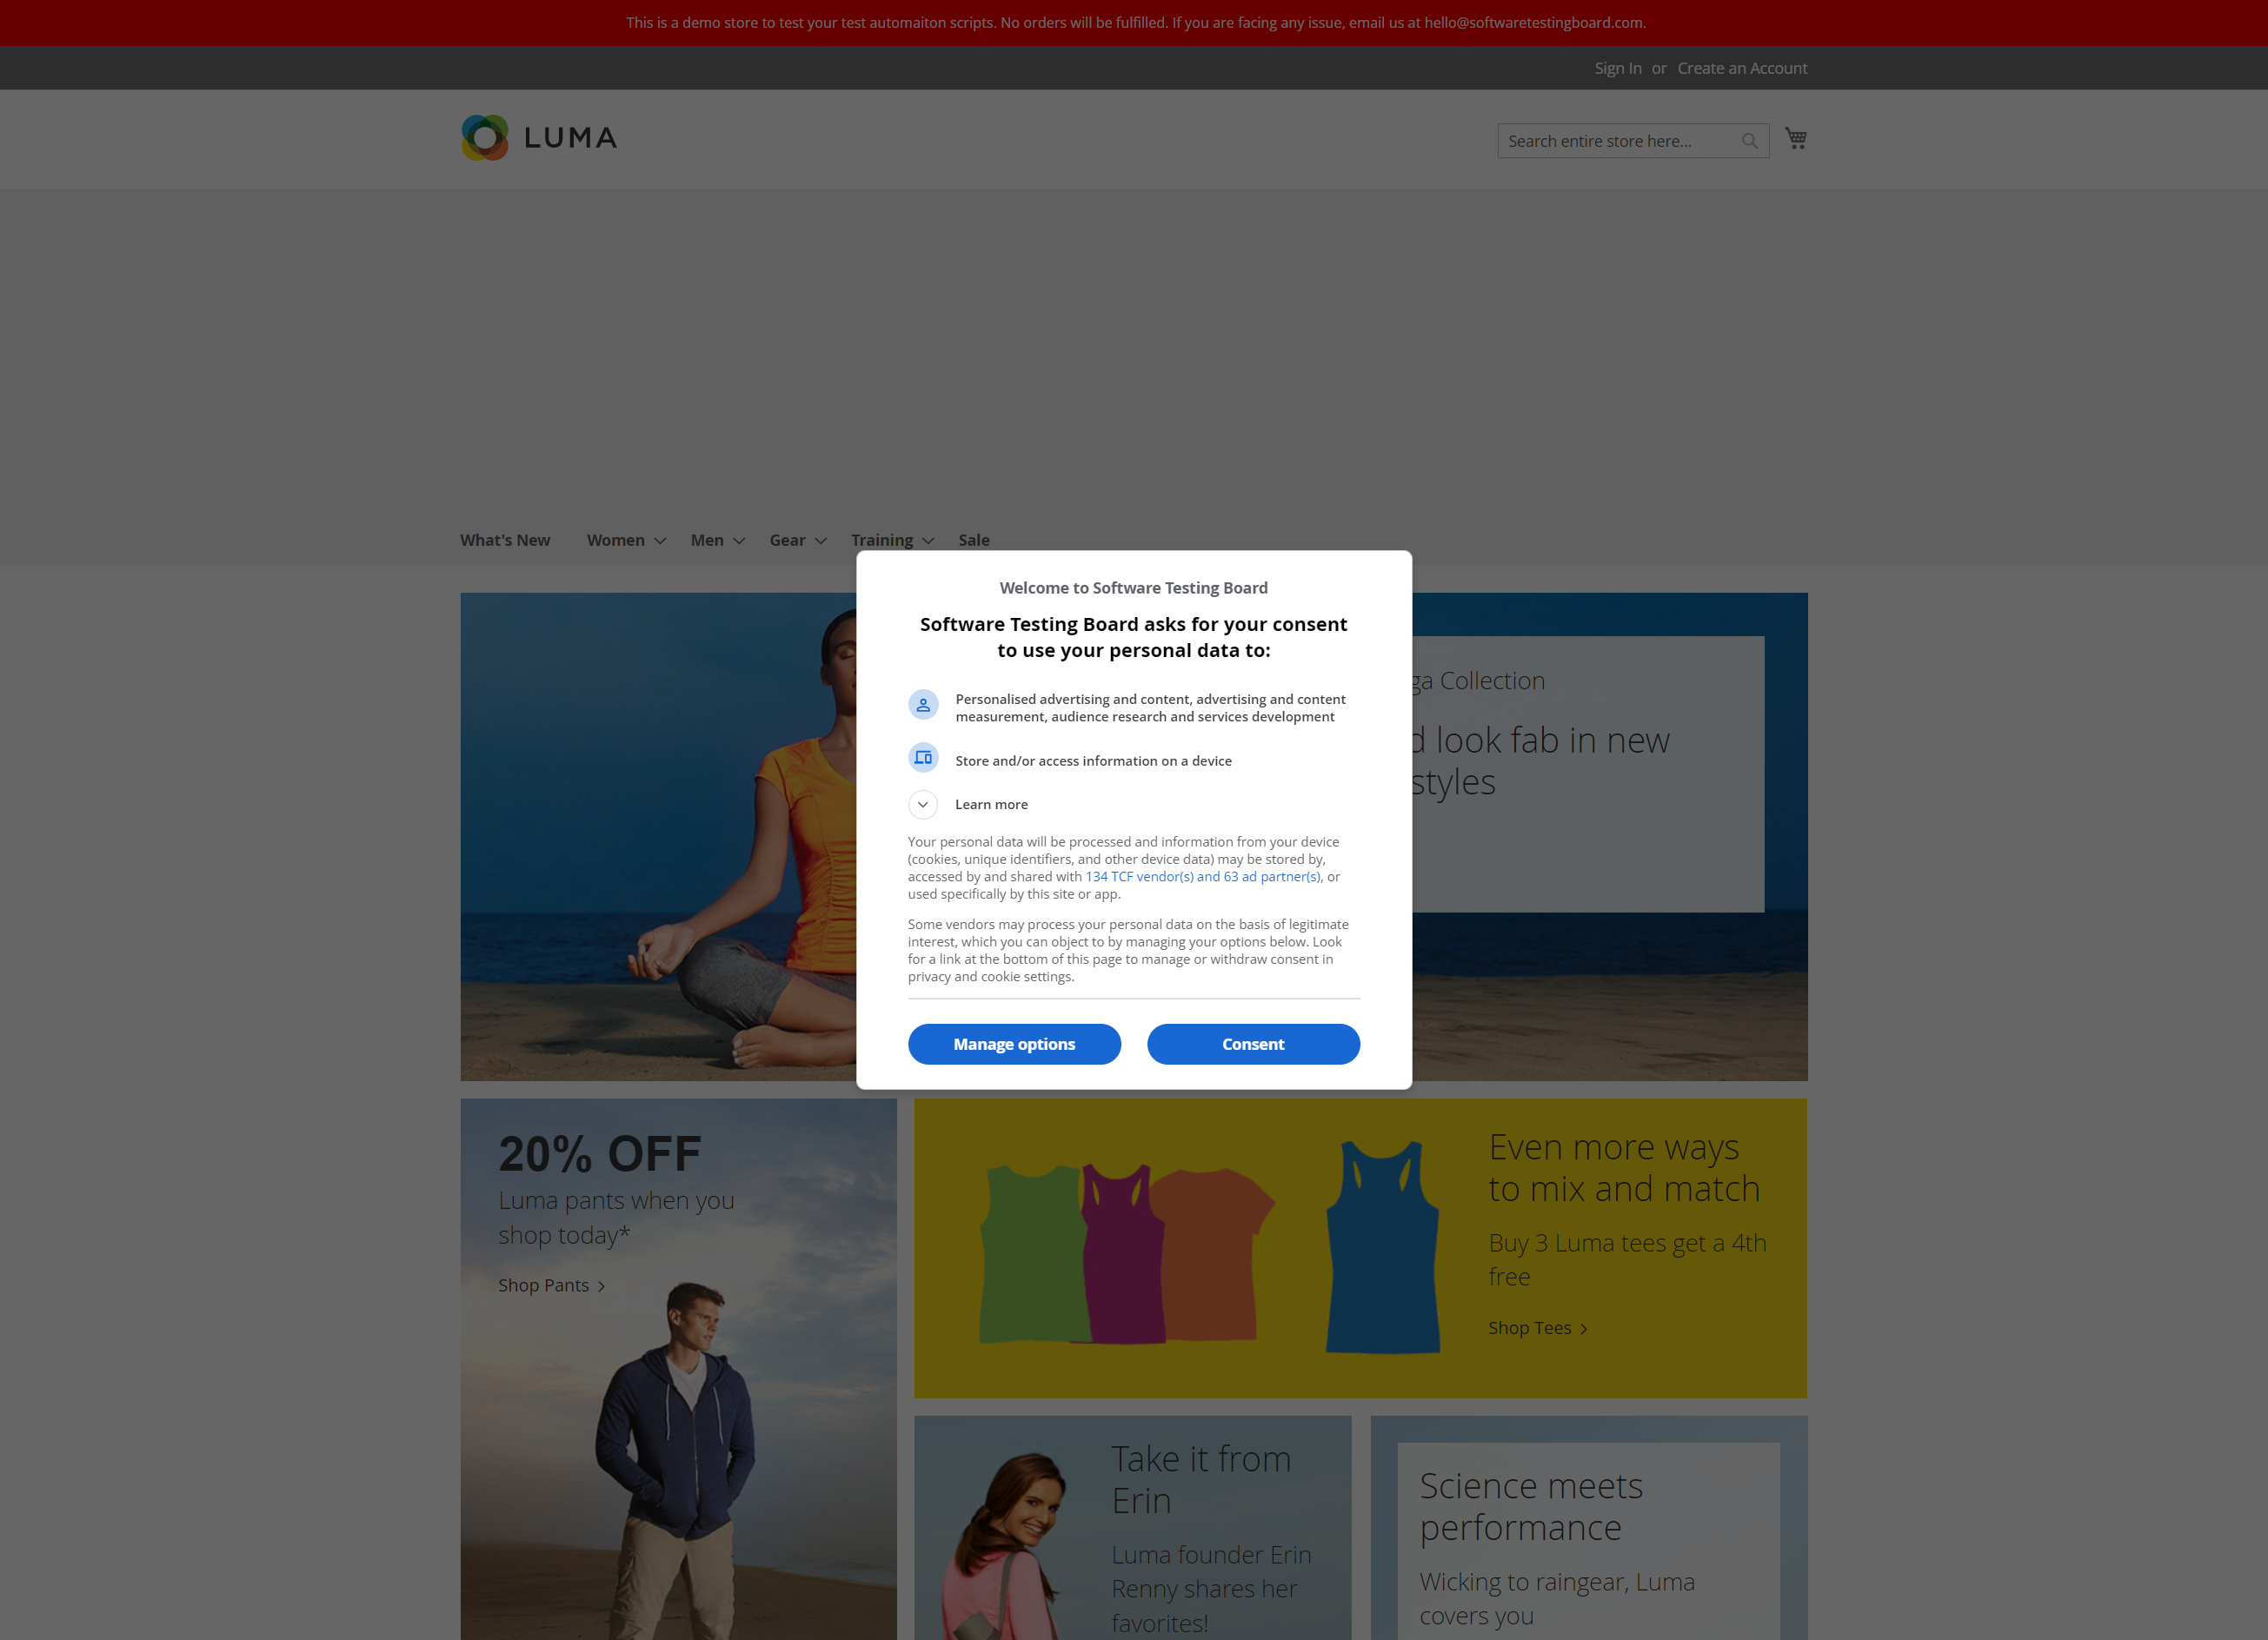 This is a demo store to test your test automaiton scripts. No orders will be fulfilled. If you are facing any issue, email us at hello@softwaretestingboard.com.
Sign In or Create an Account
LUMA
Search entire store here...
What's New Women Men Gear Training Sale
Welcome to Software Testing Board
Software Testing Board asks for your consent
to use your personal data to:
Personalised advertising and content, advertising and content
measurement, audience research and services development
Store and/or access information on a device
Learn more
Your personal data will be processed and information from your device
(cookies, unique identifiers, and other device data) may be stored by,
accessed by and shared with 134 TCF vendor(s) and 63 ad partner(s), or
used specifically by this site or app.
Some vendors may process your personal data on the basis of legitimate
interest, which you can object to by managing your options below. Look
for a link at the bottom of this page to manage or withdraw consent in
privacy and cookie settings.
Manage options Consent
Collection
look fab in new
styles
20% OFF
Luma pants when you
shop today*
Shop Pants
Even more ways
to mix and match
Buy 3 Luma tees get a 4th
free
Shop Tees
Take it from
Erin
Luma founder Erin
Renny shares her
favorites!
Science meets
performance
Wicking to raingear, Luma
covers you